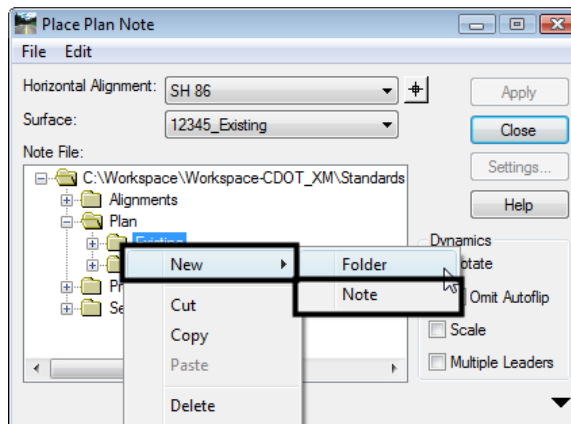 Place Plan Note
File Edit
Horizontal Alignment: SH 86
Apply
Surface: 12345_Existing
Close
Note File:
Settings...
C:\Workspace\Workspace-CDOT_XM\Standards
Help
Alignments
Plan
Existing
Dynamics
New Folder
Note
Omit Autoflip
Cut
Scale
Copy
Paste
Multiple Leaders
Delete